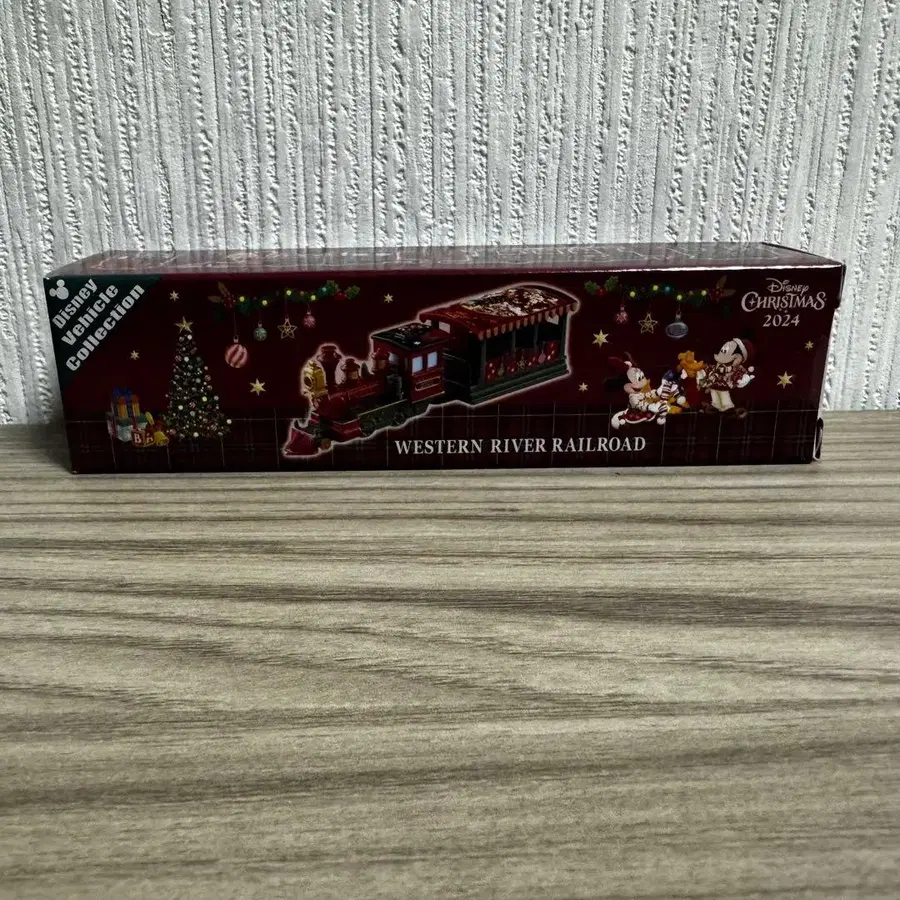 Disney
Vehicle
Collection
Disney
CHRISTMAS
2024
WESTERN RIVER RAILROAD